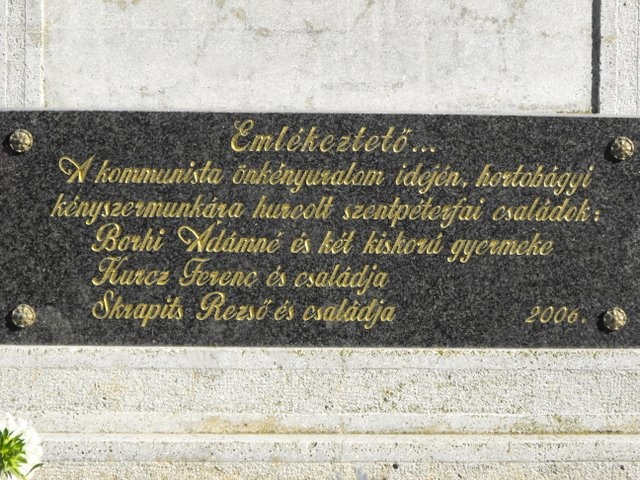 Emlékeztető...
A kommunista önkényuralom idején, hortobágyi
kényszermunkára hurcolt szentpéterfai családok:
Borhi Adámné és két kiskorú gyermeke
Kurcz Ferenc és családja
Skrapits Rezső és családja 2006.